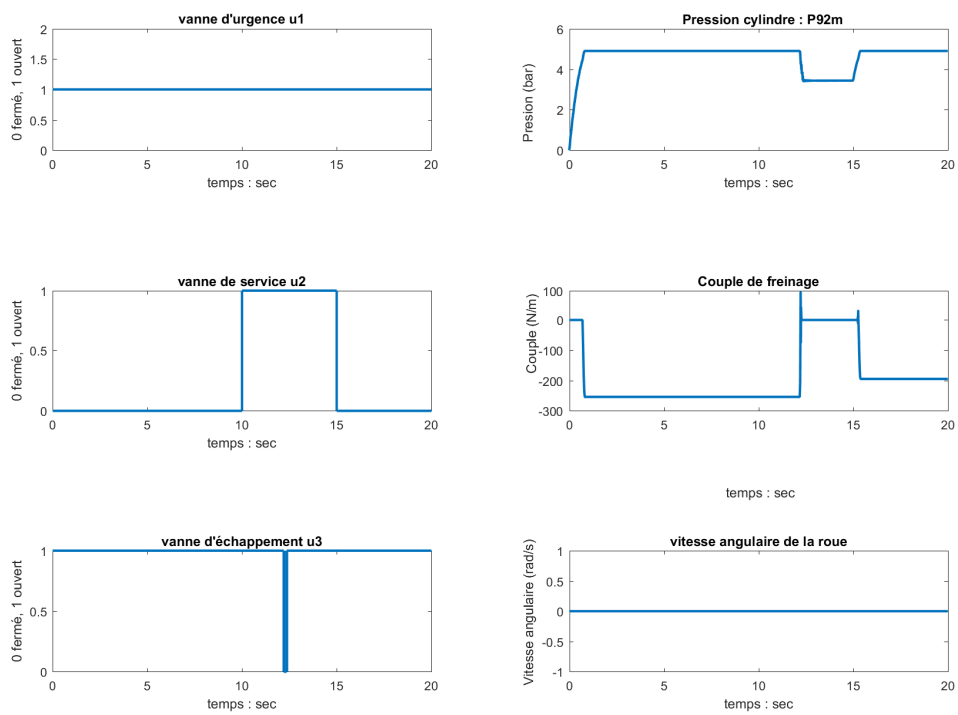 vanne d'urgence u1
2
1.5
1
0.5
0
0 fermé, 1 ouvert
0 5 10 15 20
temps : sec
Pression cylindre : P92m
6
4
2
0
Presion (bar)
0 5 10 15 20
temps : sec
vanne de service u2
1
0.5
0
0 fermé, 1 ouvert
0 5 10 15 20
temps : sec
Couple de freinage
100
0
-100
-200
-300
Couple (N/m)
0 5 10 15 20
temps : sec
vanne d'échappement u3
1
0.5
0
0 fermé, 1 ouvert
0 5 10 15 20
temps : sec
vitesse angulaire de la roue
1
0.5
0
-0.5
-1
Vitesse angulaire (rad/s)
0 5 10 15 20
temps : sec